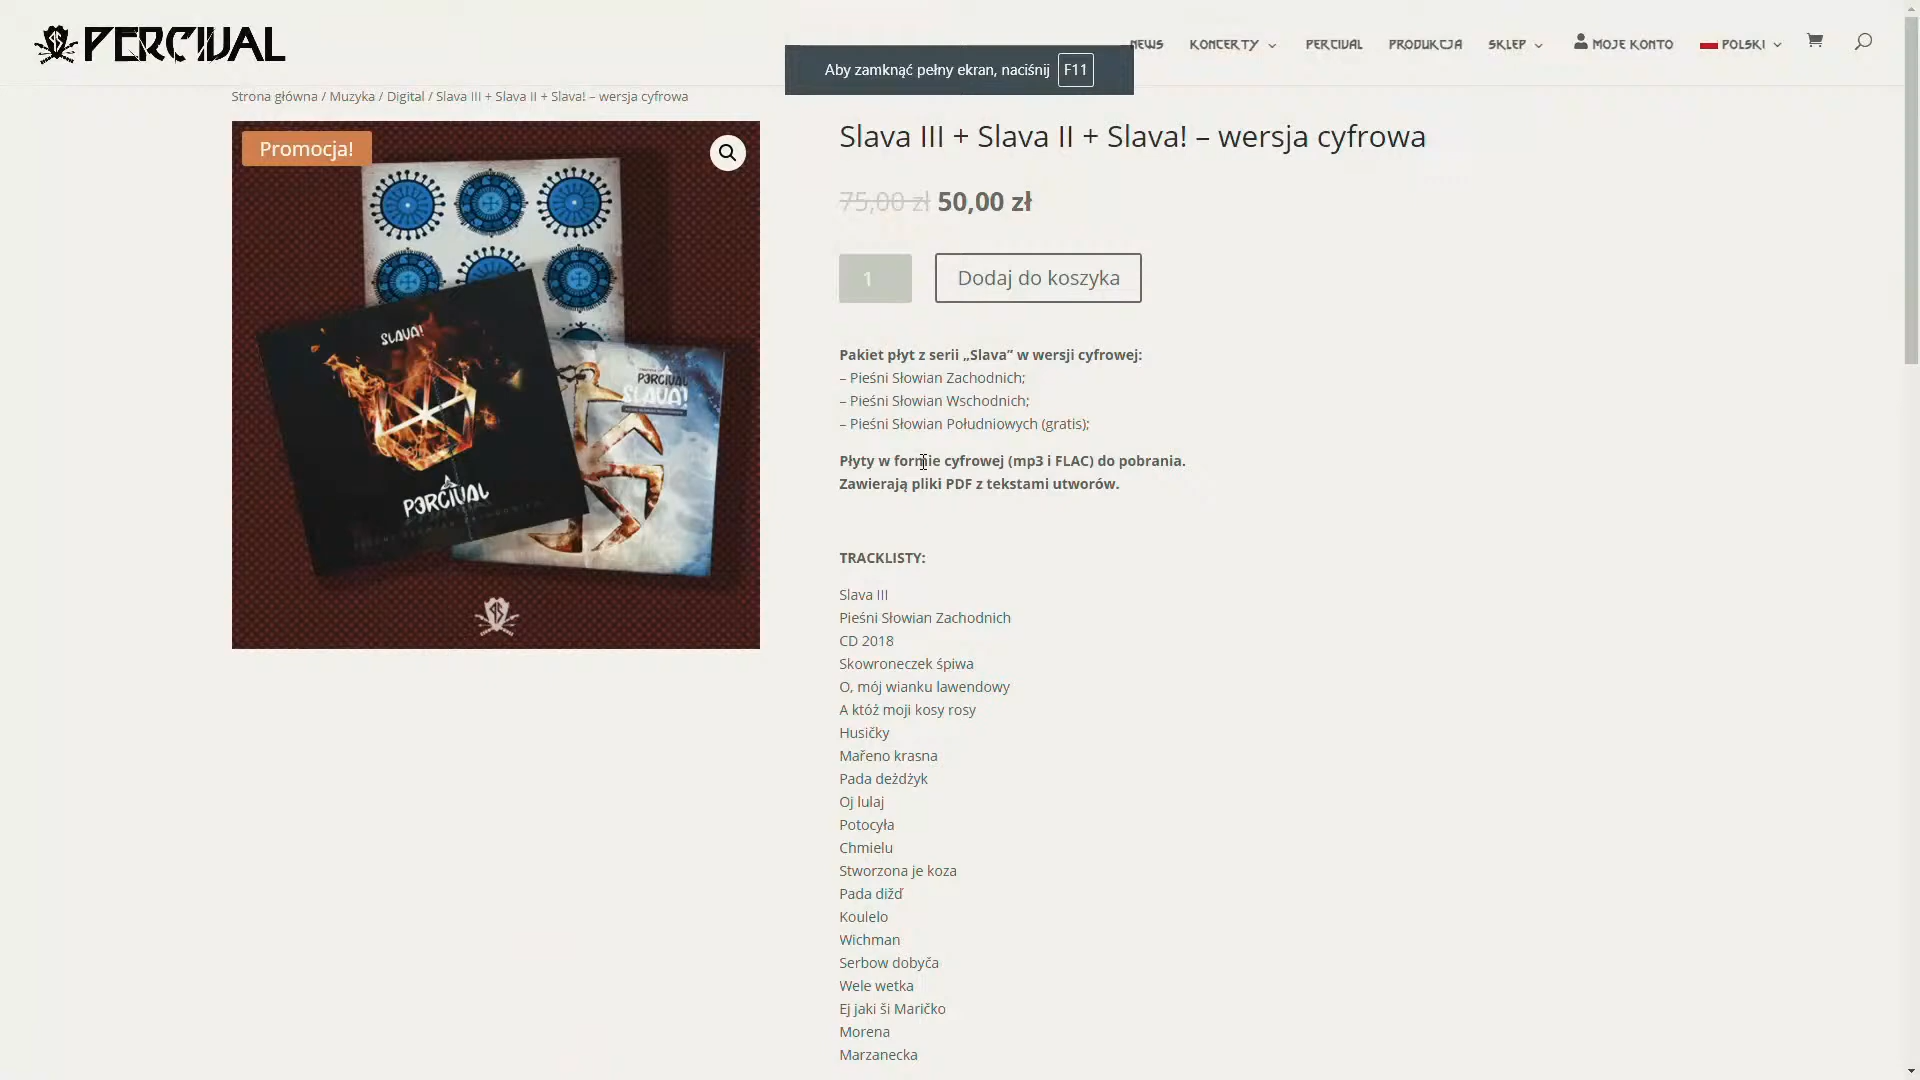 PERCIVAL
NEWS
KONCERTY
PERCIVAL
PRODUKCJA
SKLEP
MOJE KONTO
POLSKI
Aby zamknąć pełny ekran, naciśnij F11
Strona główna / Muzyka / Digital / Slava III + Slava II + Slava! – wersja cyfrowa
Promocja!
SLAVA!
PERCIVAL
PERCIVAL
SLAVA!
Slava III + Slava II + Slava! – wersja cyfrowa
75,00 zł 50,00 zł
1
Dodaj do koszyka
Pakiet płyt z serii „Slava” w wersji cyfrowej:
– Pieśni Słowian Zachodnich;
– Pieśni Słowian Wschodnich;
– Pieśni Słowian Południowych (gratis);
Płyty w formie cyfrowej (mp3 i FLAC) do pobrania.
Zawierają pliki PDF z tekstami utworów.
TRACKLISTY:
Slava III
Pieśni Słowian Zachodnich
CD 2018
Skowroneczek śpiwa
O, mój wianku lawendowy
A któż moji kosy rosy
Husičky
Mařeno krasna
Pada deżdżyk
Oj lulaj
Potocyła
Chmielu
Stworzona je koza
Pada dižď
Koulelo
Wichman
Serbow dobyča
Wele wetka
Ej jaki ši Maričko
Morena
Marzanecka